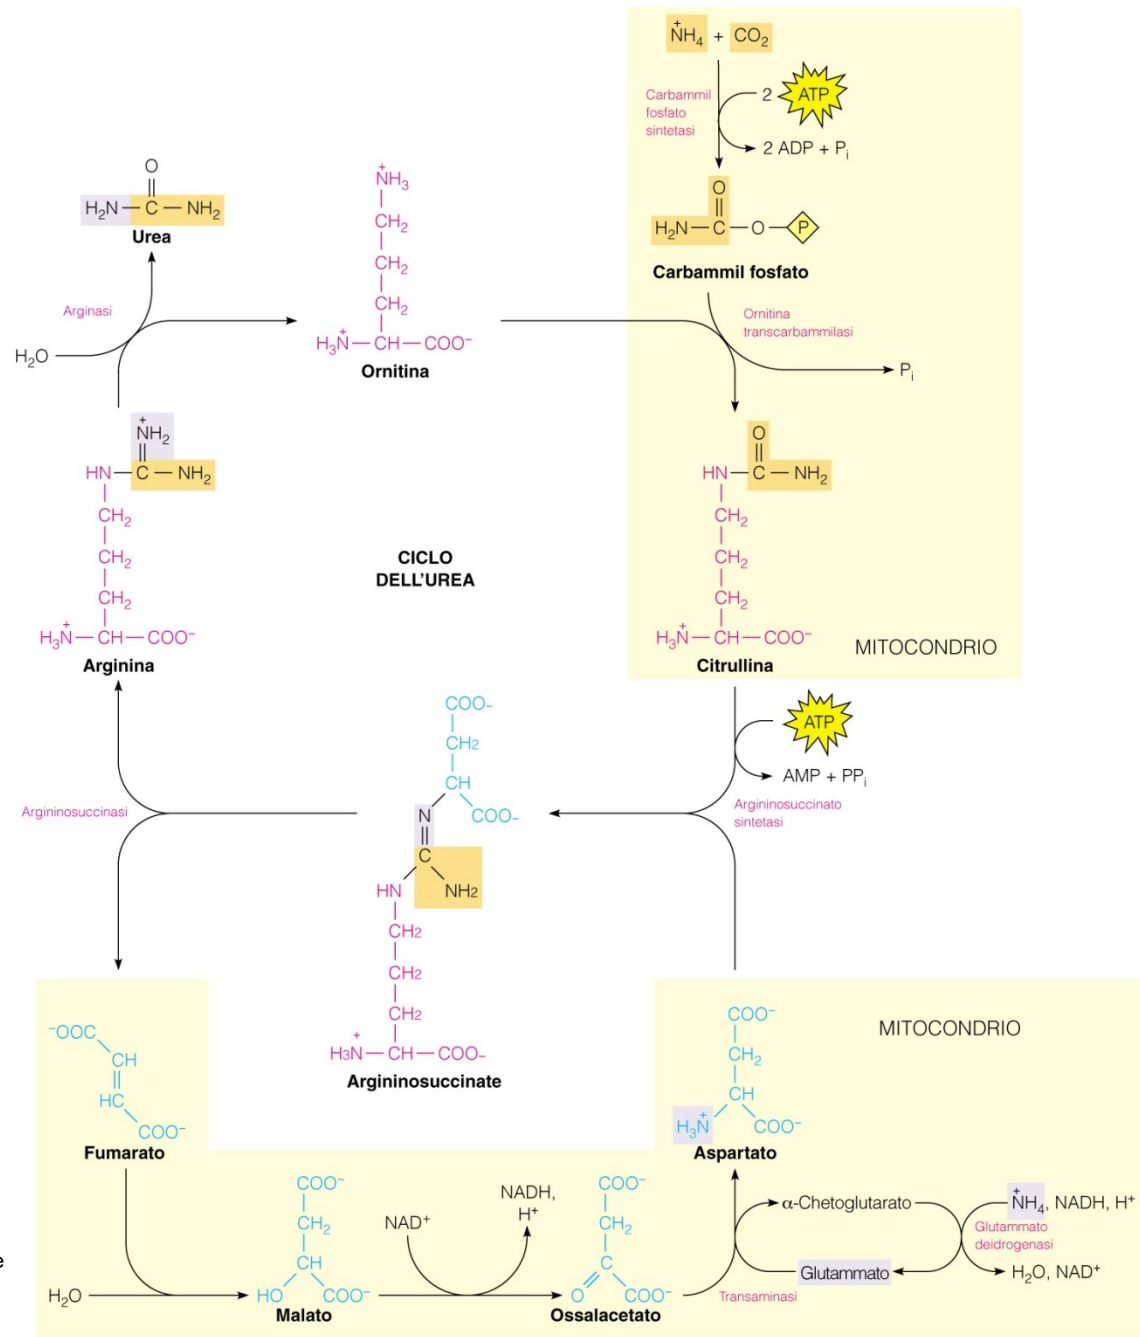 NH4 + CO2
+
Carbammil
fosfato
sintetasi
2 ATP
2 ADP + Pi
O
H2N—C—O—P
Carbammil fosfato
Ornitina
transcarbammilasi
Pi
O
HN—C—NH2
CH2
CH2
CH2
H3N—CH—COO−
+
Citrullina
MITOCONDRIO
O
H2N—C—NH2
Urea
Arginasi
H2O
+
NH3
CH2
CH2
CH2
+
H3N—CH—COO−
Ornitina
+
NH2
HN—C—NH2
CH2
CH2
CH2
+
H3N—CH—COO−
Arginina
CICLO
DELL'UREA
ATP
AMP + PPi
Argininosuccinato
sintetasi
Argininosuccinasi
COO−
CH2
CH
N COO−
C
HN NH2
CH2
CH2
CH2
+
H3N—CH—COO−
Argininosuccinate
−OOC
CH
HC
COO−
Fumarato
H2O
COO−
CH2
CH
HO COO−
Malato
NAD+
NADH,
H+
COO−
CH2
C
O COO−
Ossalacetato
MITOCONDRIO
COO−
CH2
CH
+
H3N COO−
Aspartato
α-Chetoglutarato
+
NH4, NADH, H+
Glutammato
deidrogenasi
Glutammato
H2O, NAD+
Transaminasi
e